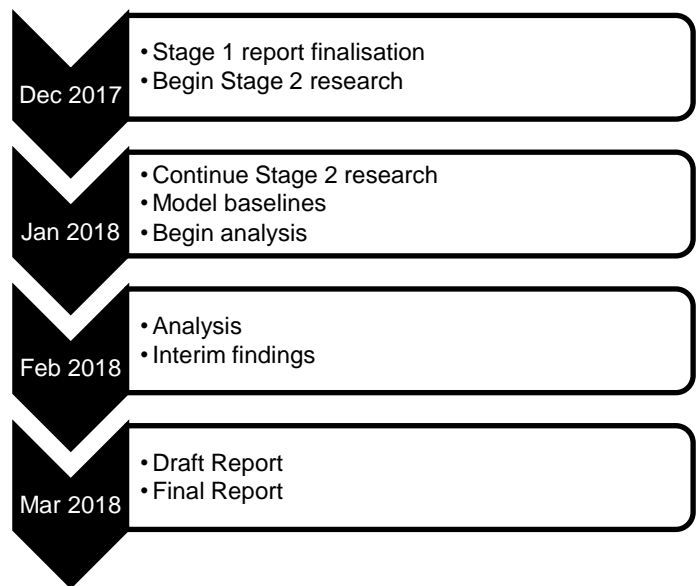 Dec 2017
• Stage 1 report finalisation
• Begin Stage 2 research
Jan 2018
• Continue Stage 2 research
• Model baselines
• Begin analysis
Feb 2018
• Analysis
• Interim findings
Mar 2018
• Draft Report
• Final Report